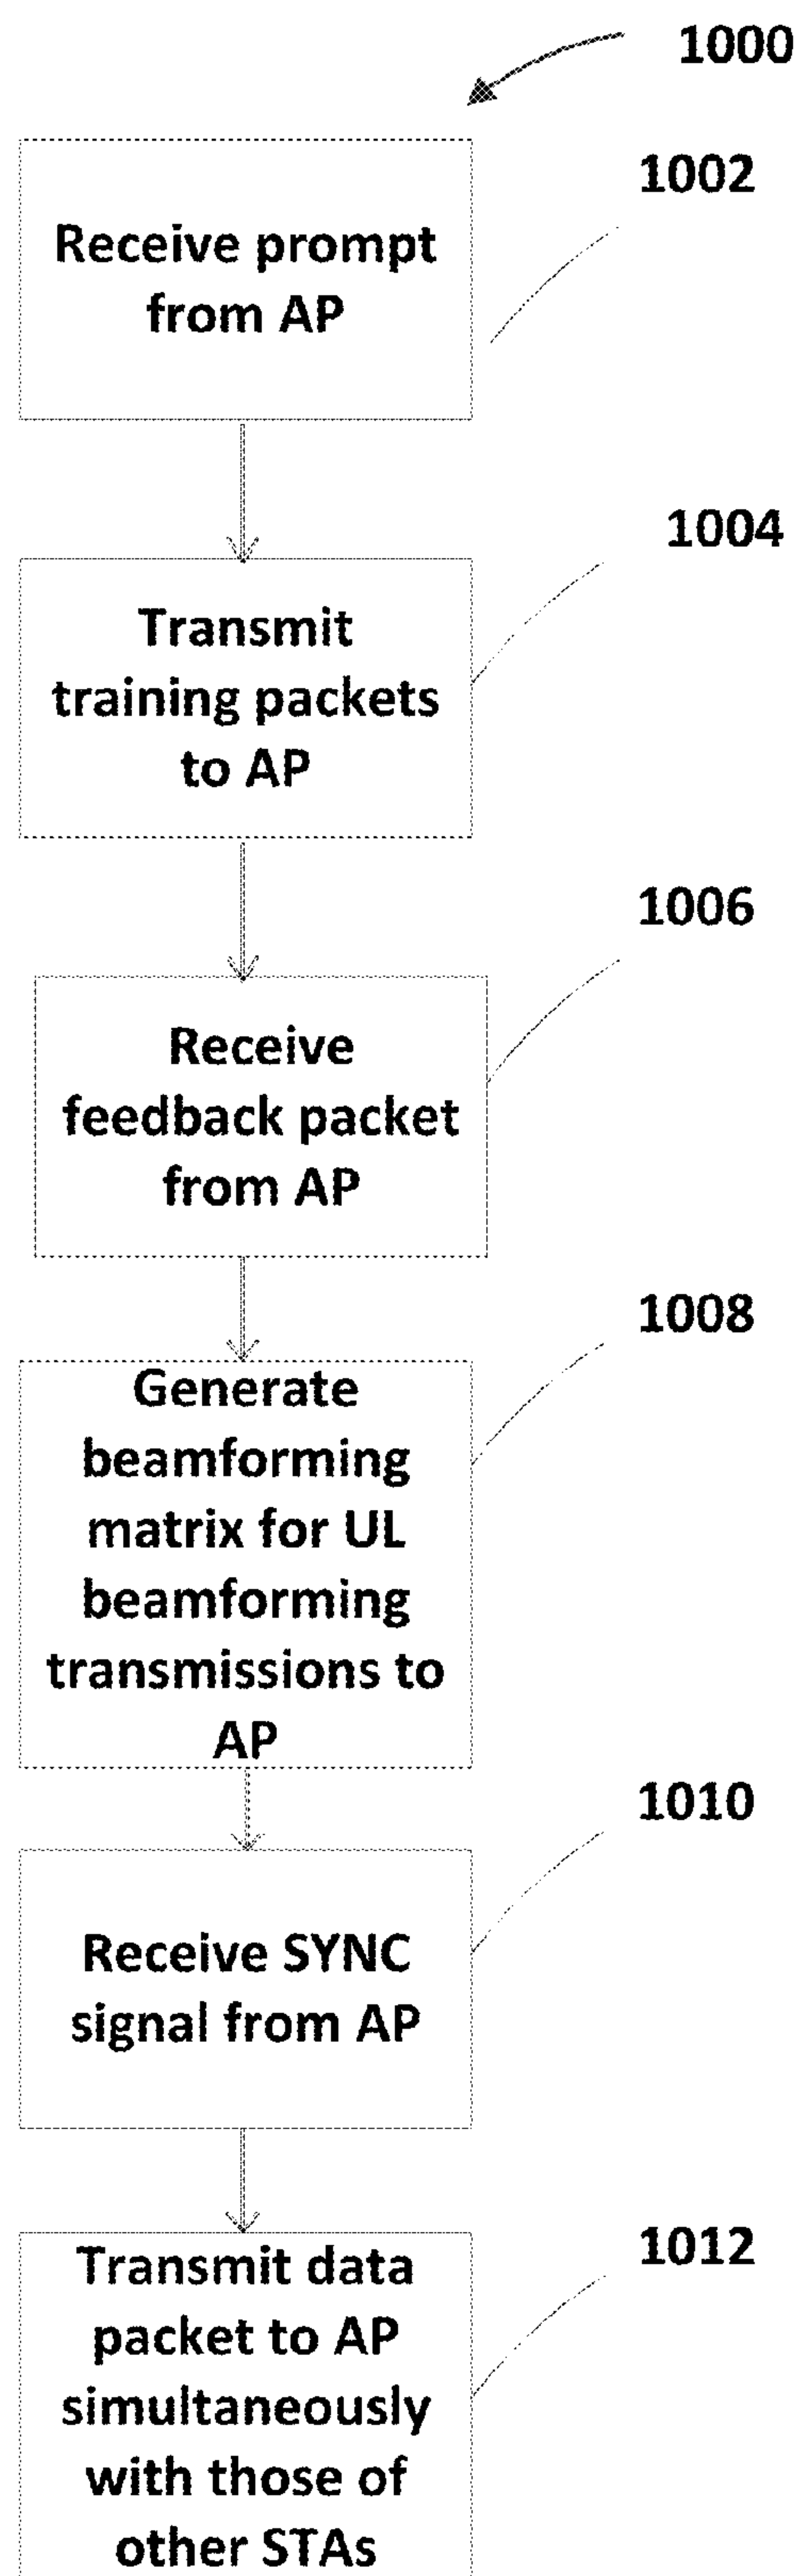 1000
1002
Receive prompt
from AP
1004
Transmit
training packets
to AP
1006
Receive
feedback packet
from AP
1008
Generate
beamforming
matrix for UL
beamforming
transmissions to
AP
1010
Receive SYNC
signal from AP
1012
Transmit data
packet to AP
simultaneously
with those of
other STAs